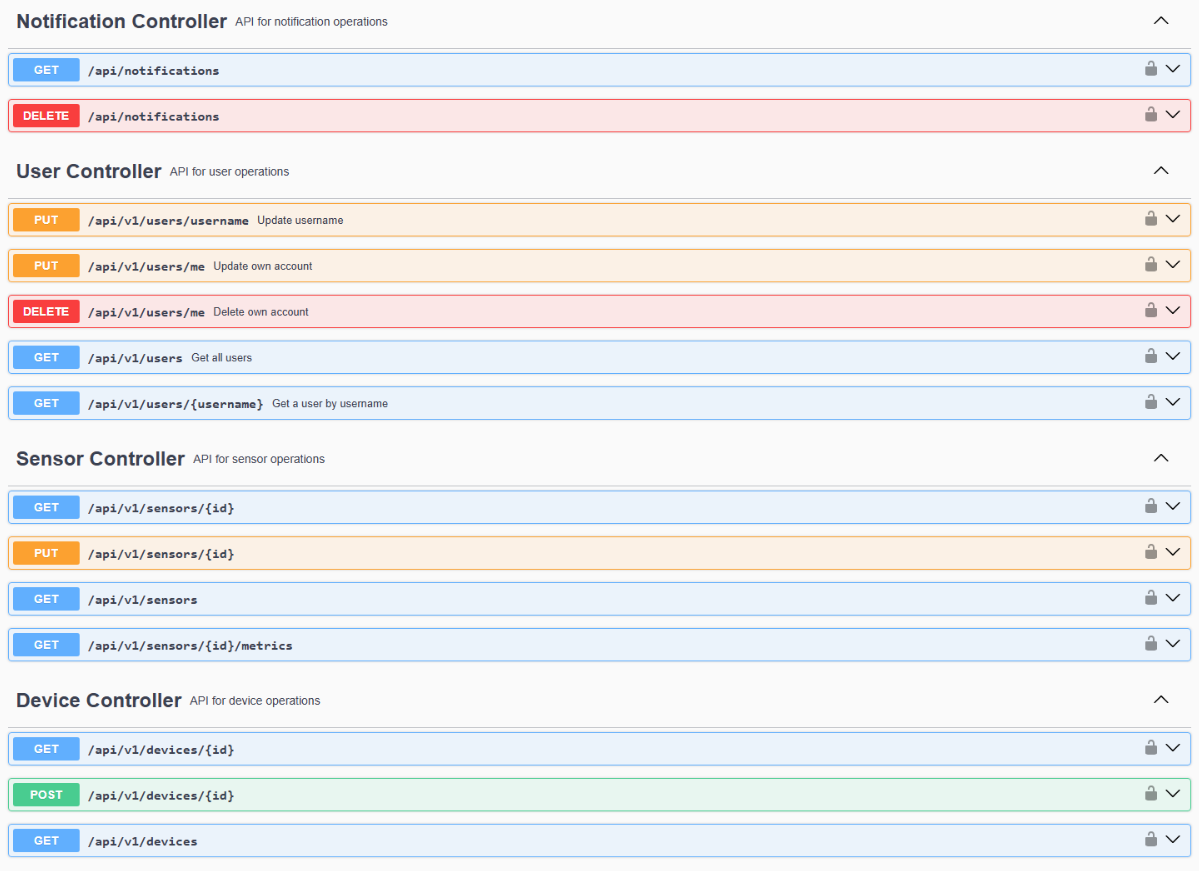 Notification Controller API for notification operations
GET /api/notifications
DELETE /api/notifications
User Controller API for user operations
PUT /api/v1/users/username Update username
PUT /api/v1/users/me Update own account
DELETE /api/v1/users/me Delete own account
GET /api/v1/users Get all users
GET /api/v1/users/{username} Get a user by username
Sensor Controller API for sensor operations
GET /api/v1/sensors/{id}
PUT /api/v1/sensors/{id}
GET /api/v1/sensors
GET /api/v1/sensors/{id}/metrics
Device Controller API for device operations
GET /api/v1/devices/{id}
POST /api/v1/devices/{id}
GET /api/v1/devices